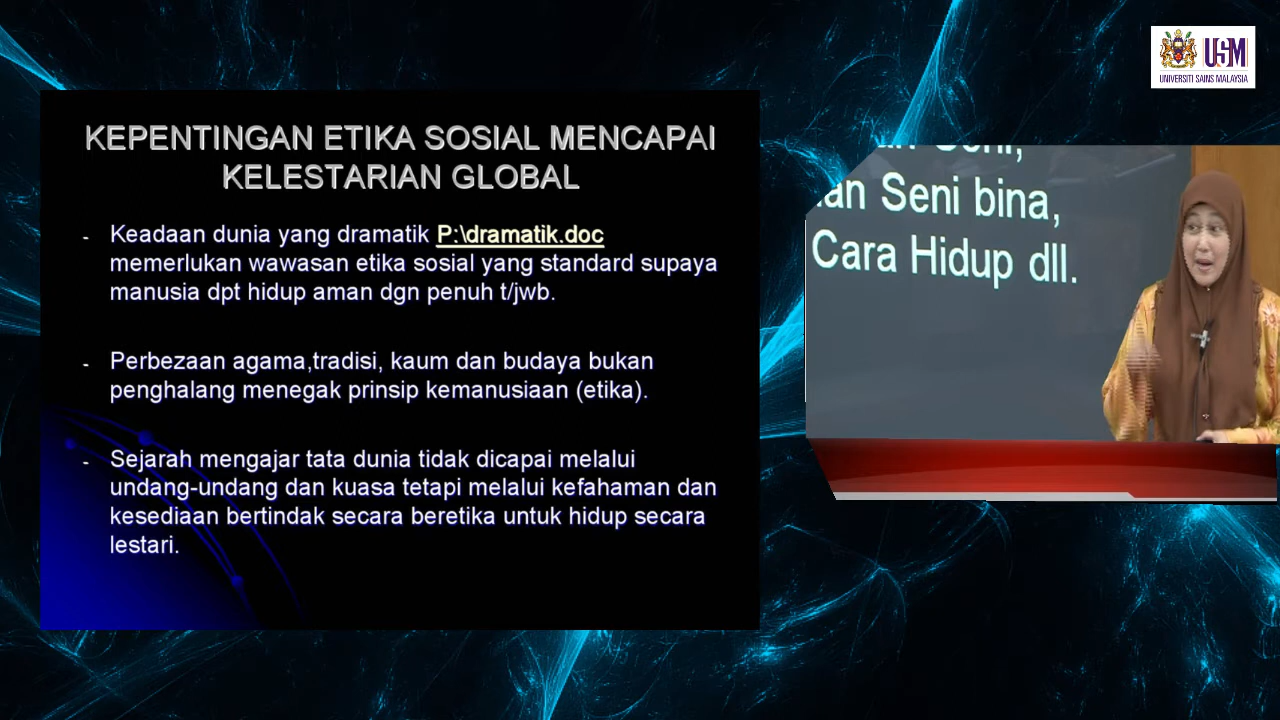 KEPENTINGAN ETIKA SOSIAL MENCAPAI
KELESTARIAN GLOBAL
- Keadaan dunia yang dramatik P:\dramatik.doc
memerlukan wawasan etika sosial yang standard supaya
manusia dpt hidup aman dgn penuh t/jwb.
- Perbezaan agama,tradisi, kaum dan budaya bukan
penghalang menegak prinsip kemanusiaan (etika).
- Sejarah mengajar tata dunia tidak dicapai melalui
undang-undang dan kuasa tetapi melalui kefahaman dan
kesediaan bertindak secara beretika untuk hidup secara
lestari.
USM
UNIVERSITI SAINS MALAYSIA
Seni bina,
Cara Hidup dll.